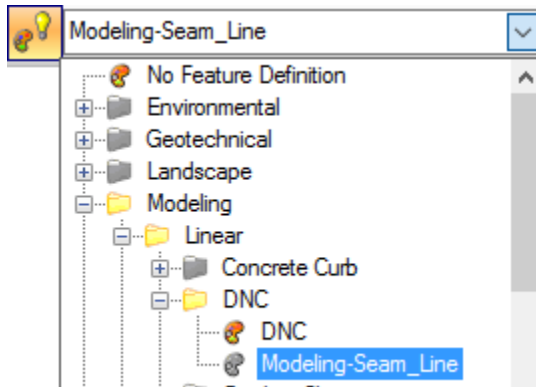 Modeling-Seam_Line
No Feature Definition
Environmental
Geotechnical
Landscape
Modeling
Linear
Concrete Curb
DNC
DNC
Modeling-Seam_Line